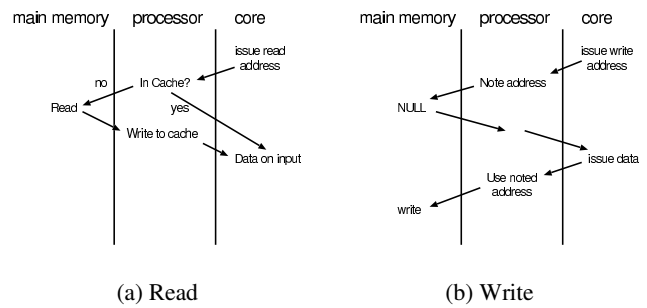 main memory processor core
issue read
address
no In Cache?
Read yes
Write to cache
Data on input
(a) Read
main memory processor core
issue write
address
Note address
NULL
issue data
Use noted
address
write
(b) Write